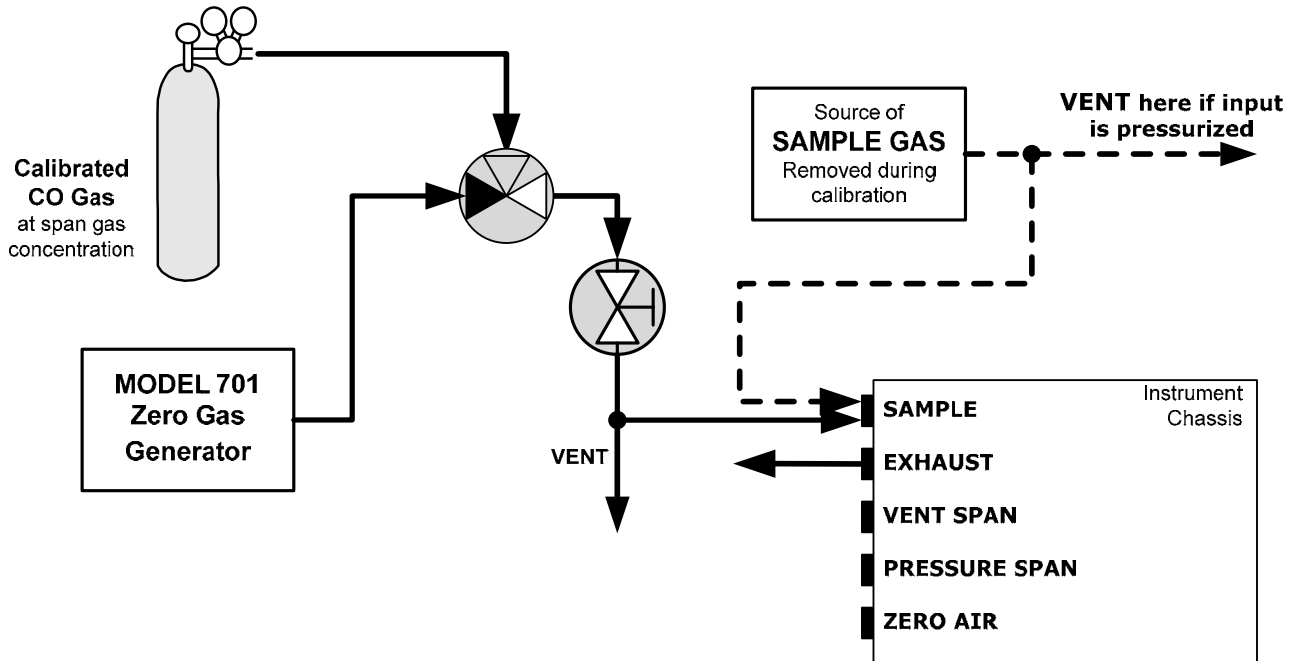 Calibrated
CO Gas
at span gas
concentration
MODEL 701
Zero Gas
Generator
VENT
Source of
SAMPLE GAS
Removed during
calibration
VENT here if input
is pressurized
Instrument
Chassis
SAMPLE
EXHAUST
VENT SPAN
PRESSURE SPAN
ZERO AIR